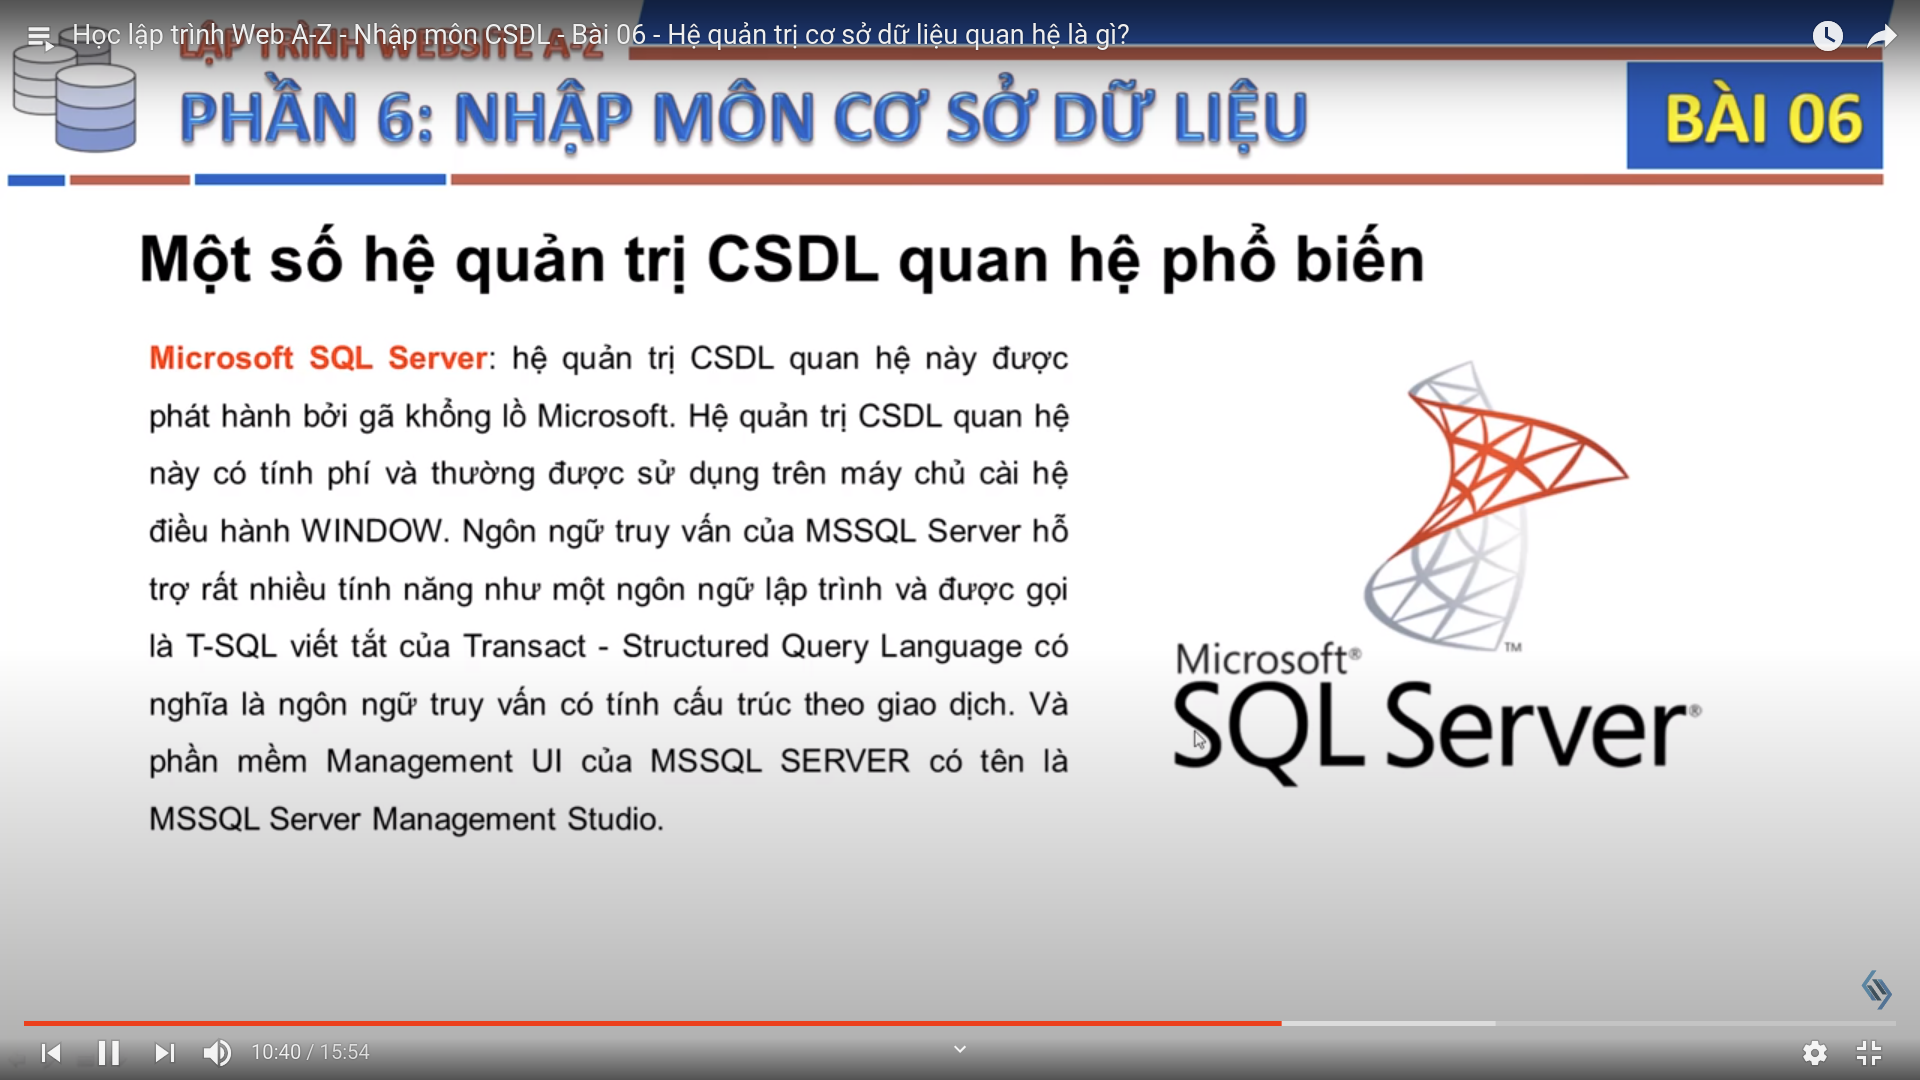 Học lập trình Web A-Z - Nhập môn CSDL - Bài 06 - Hệ quản trị cơ sở dữ liệu quan hệ là gì?
LẬP TRÌNH WEBSITE A-Z
PHẦN 6: NHẬP MÔN CƠ SỞ DỮ LIỆU
BÀI 06
Một số hệ quản trị CSDL quan hệ phổ biến
Microsoft SQL Server: hệ quản trị CSDL quan hệ này được
phát hành bởi gã khổng lồ Microsoft. Hệ quản trị CSDL quan hệ
này có tính phí và thường được sử dụng trên máy chủ cài hệ
điều hành WINDOW. Ngôn ngữ truy vấn của MSSQL Server hỗ
trợ rất nhiều tính năng như một ngôn ngữ lập trình và được gọi
là T-SQL viết tắt của Transact - Structured Query Language có
nghĩa là ngôn ngữ truy vấn có tính cấu trúc theo giao dịch. Và
phần mềm Management UI của MSSQL SERVER có tên là
MSSQL Server Management Studio.
TM
Microsoft®
SQL Server®
10:40 / 15:54